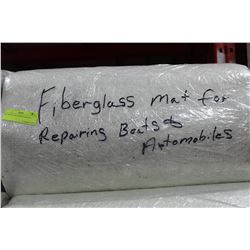 Fiberglass mat for
Repairing Boats &
Automobiles